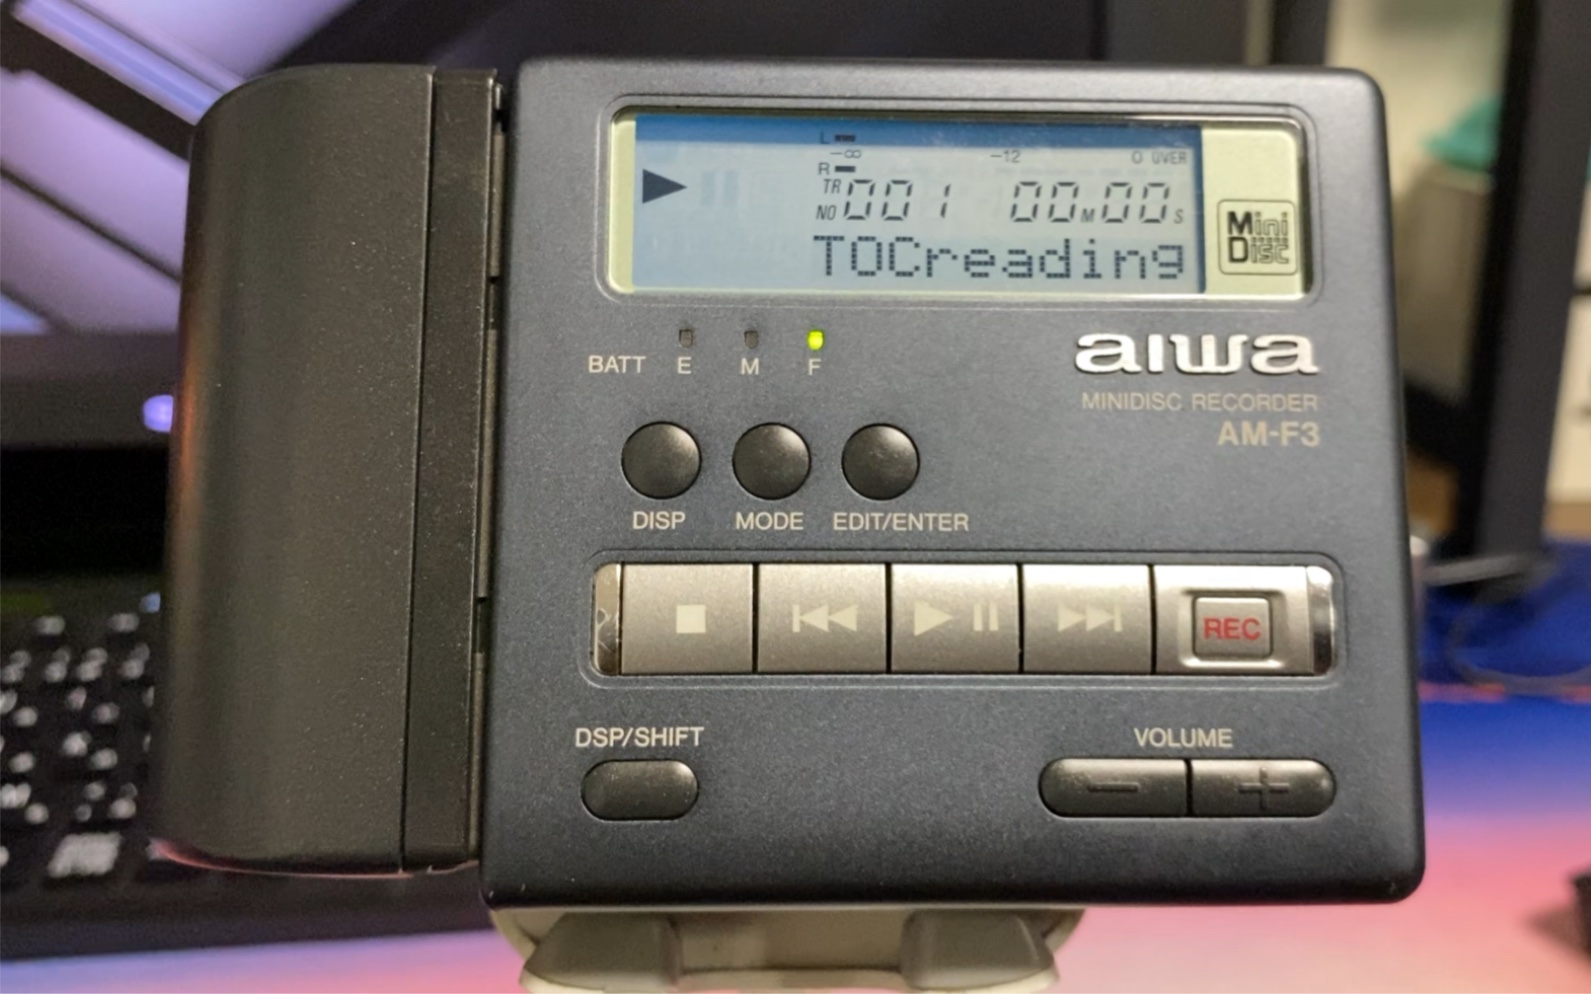 L
-∞ -12 0 OVER
R
TR NO 001 00M00S
TOCreading
Mini Disc
BATT E M F
aiwa
MINIDISC RECORDER
AM-F3
DISP MODE EDIT/ENTER
REC
DSP/SHIFT
VOLUME
- +